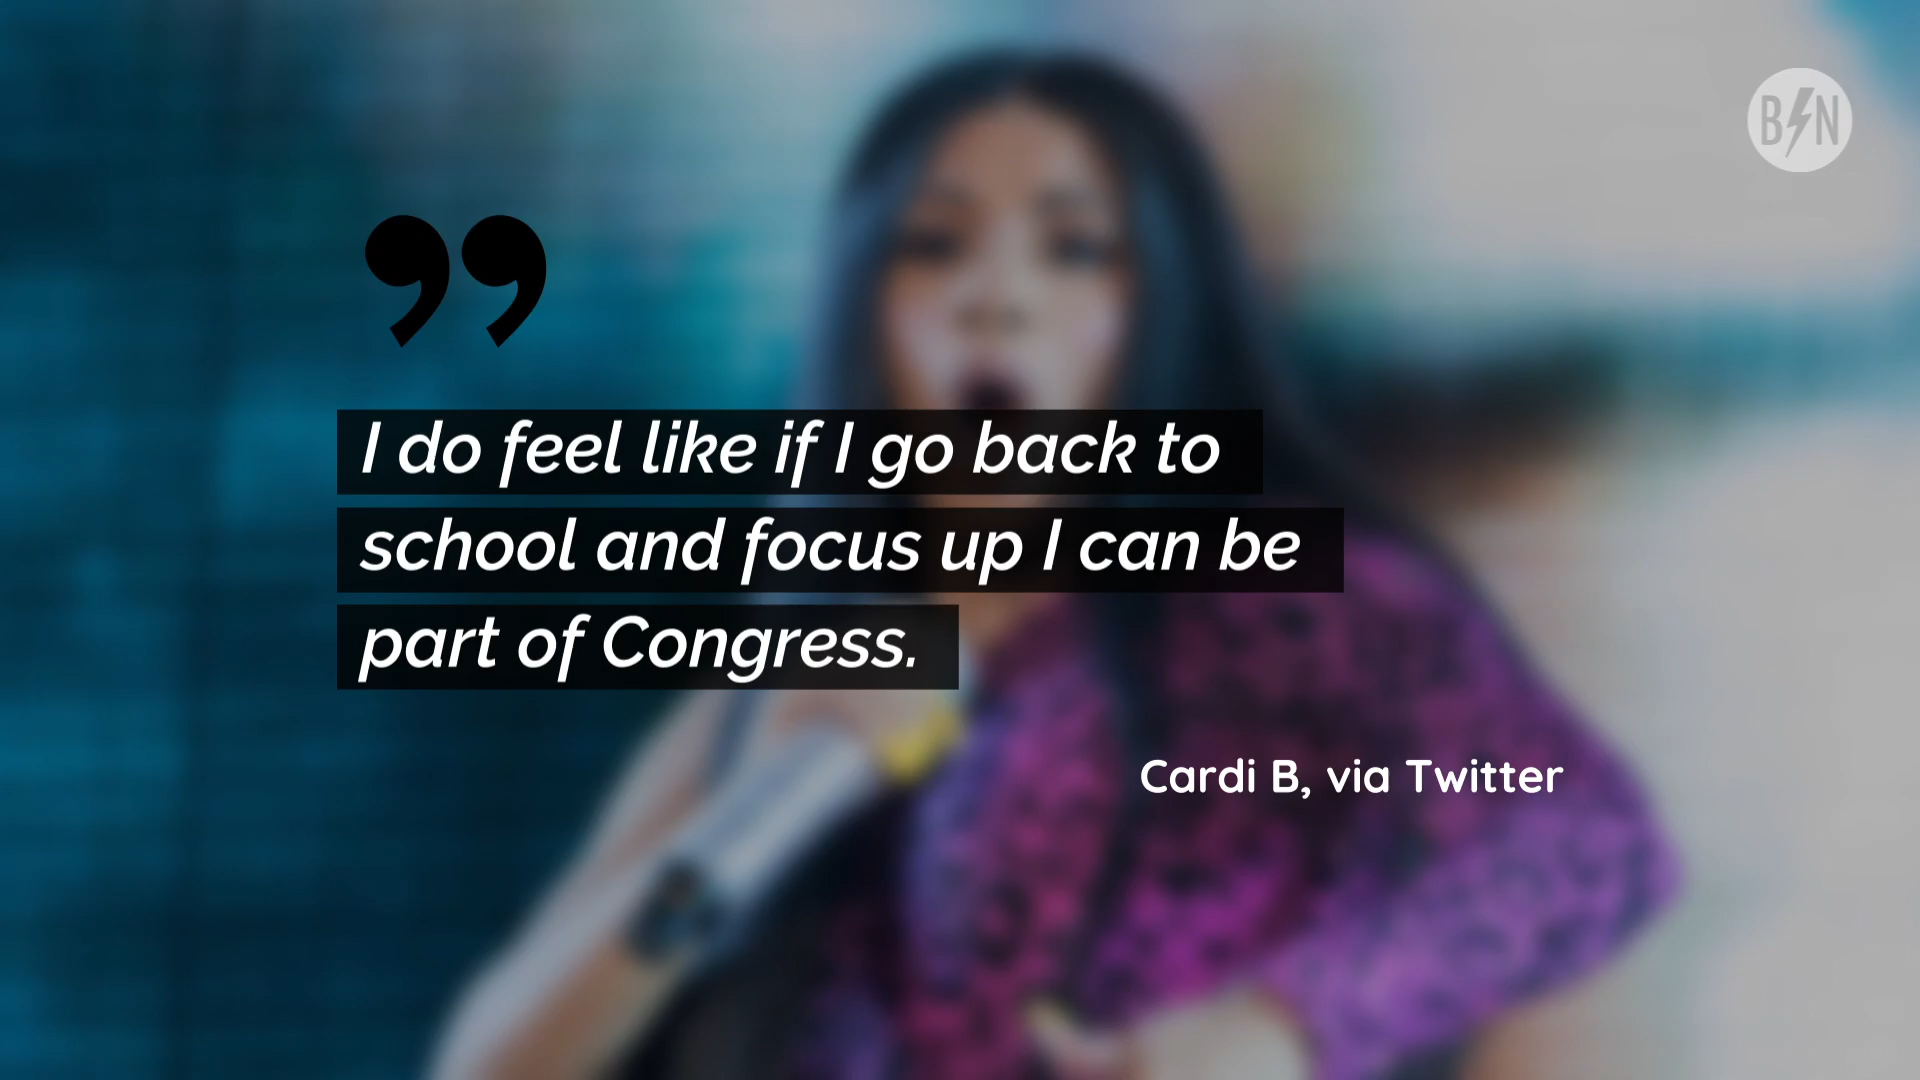 B N
”
I do feel like if I go back to
school and focus up I can be
part of Congress.
Cardi B, via Twitter